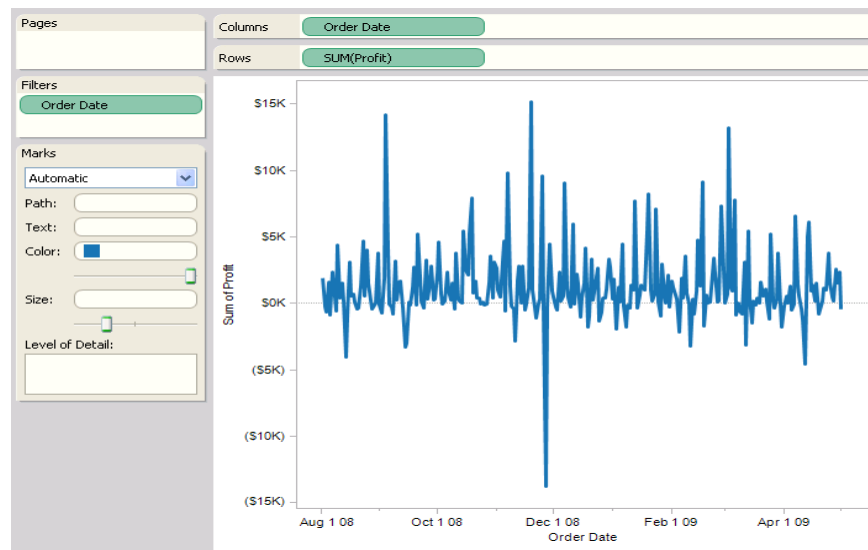 Pages
Columns Order Date
Rows SUM(Profit)
Filters
Order Date
Marks
Automatic
Path:
Text:
Color:
Size:
Level of Detail:
Sum of Profit
$15K
$10K
$5K
$0K
($5K)
($10K)
($15K)
Aug 1 08 Oct 1 08 Dec 1 08 Feb 1 09 Apr 1 09
Order Date